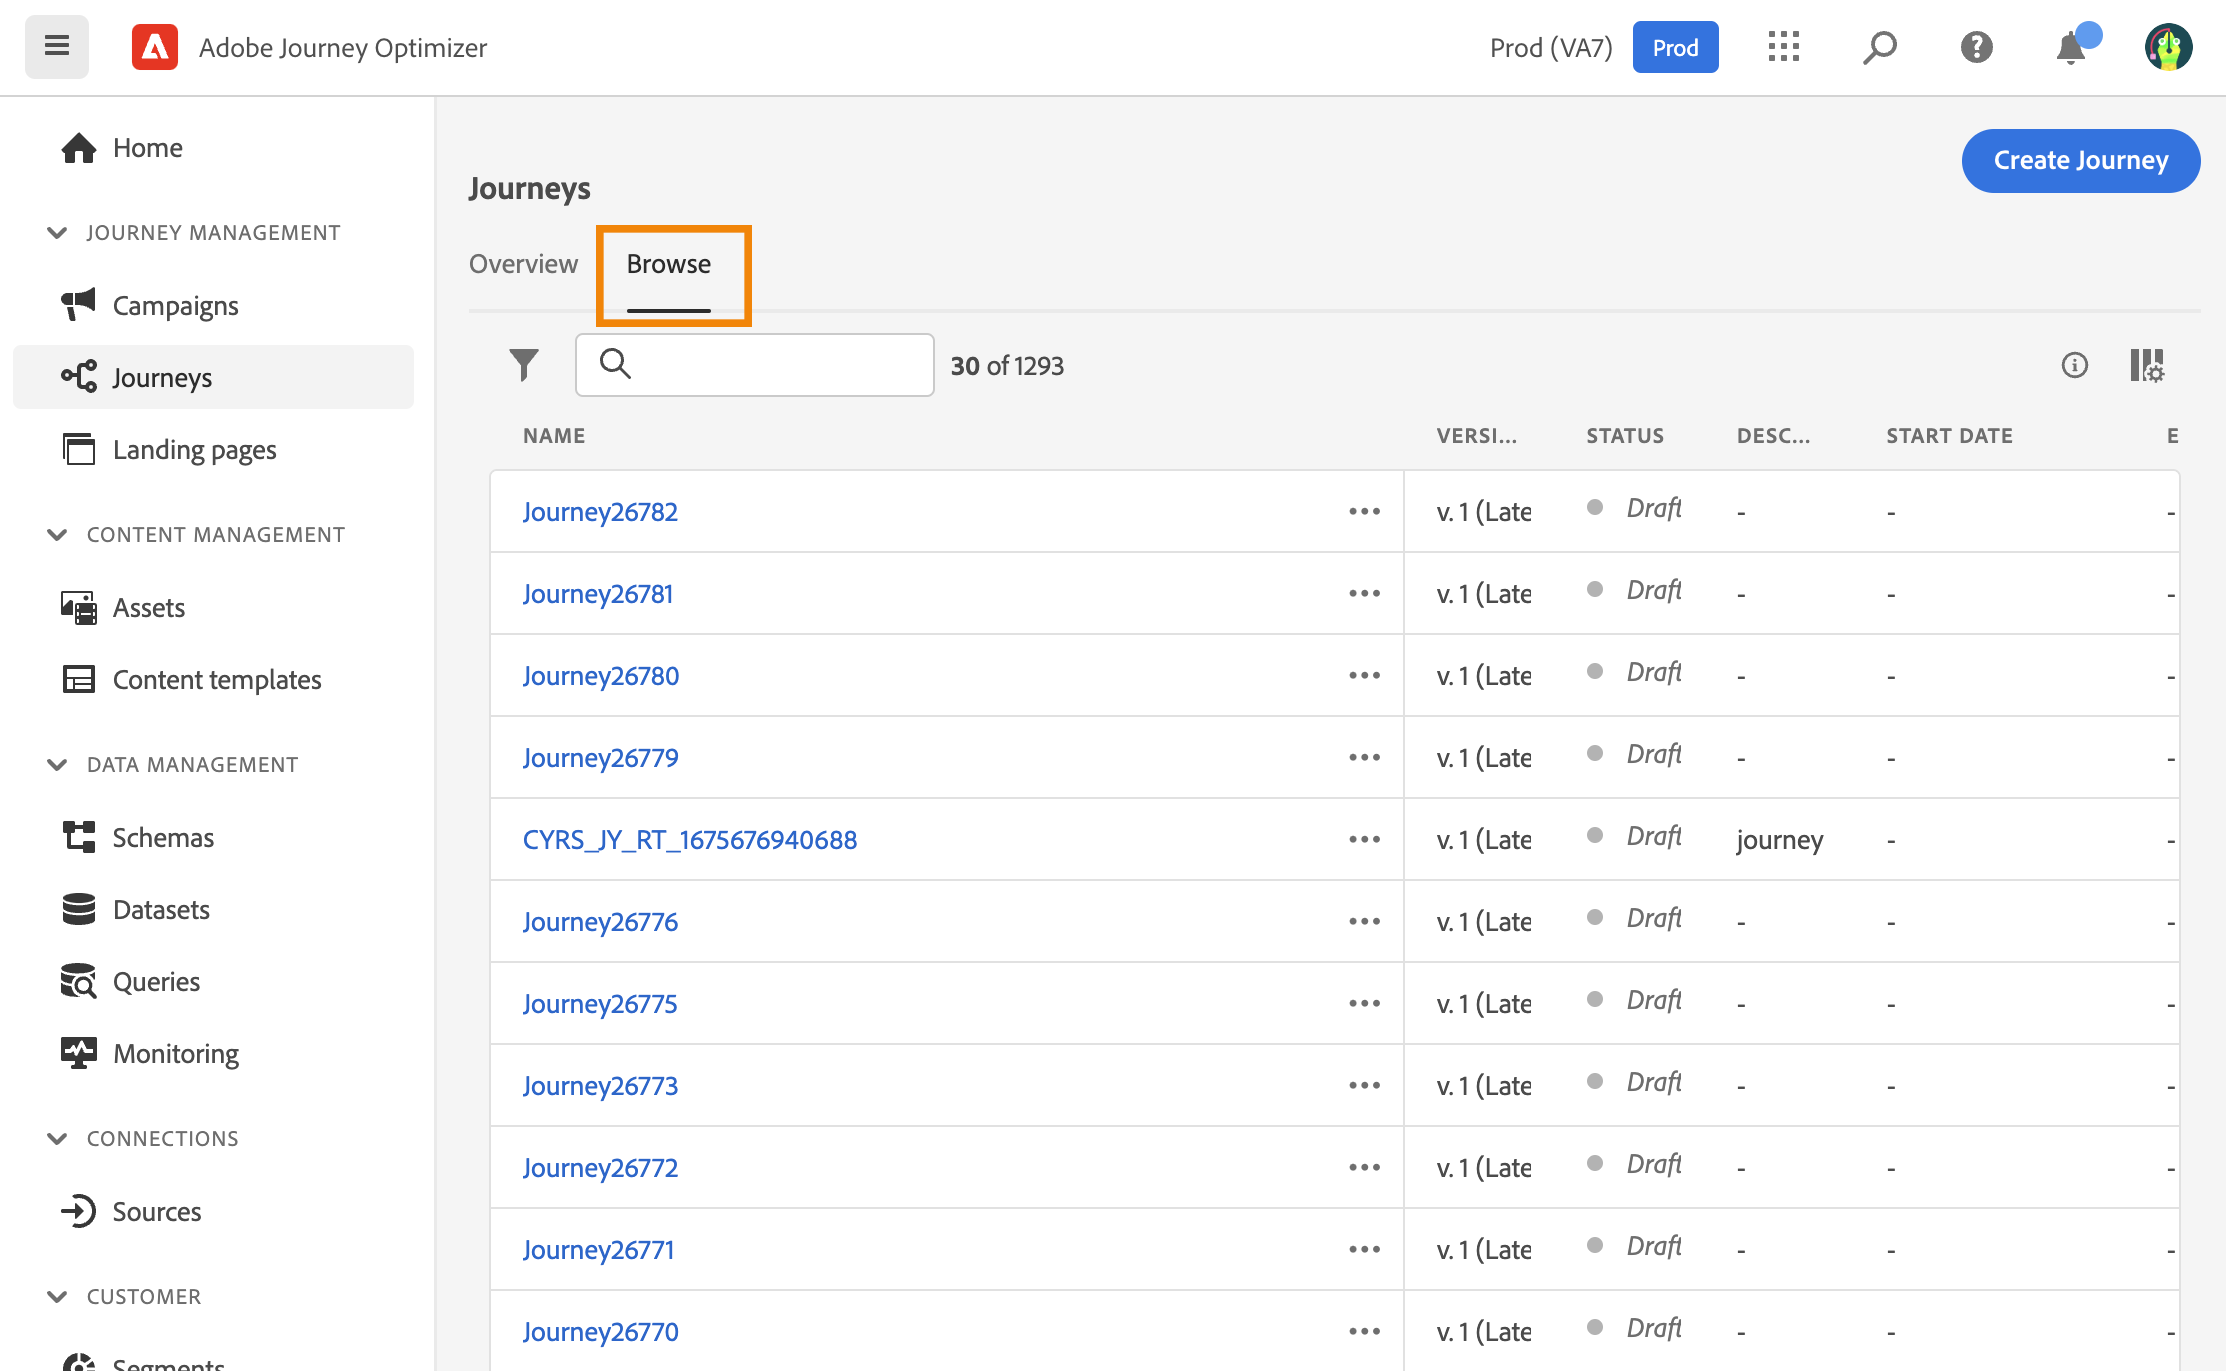 Adobe Journey Optimizer
Prod (VA7)
Prod
Home
JOURNEY MANAGEMENT
Campaigns
Journeys
Landing pages
CONTENT MANAGEMENT
Assets
Content templates
DATA MANAGEMENT
Schemas
Datasets
Queries
Monitoring
CONNECTIONS
Sources
CUSTOMER
Segments
Create Journey
Journeys
Overview Browse
30 of 1293
NAME VERSI... STATUS DESC... START DATE E
Journey26782 ••• v. 1 (Late Draft - - -
Journey26781 ••• v. 1 (Late Draft - - -
Journey26780 ••• v. 1 (Late Draft - - -
Journey26779 ••• v. 1 (Late Draft - - -
CYRS_JY_RT_1675676940688 ••• v. 1 (Late Draft journey - -
Journey26776 ••• v. 1 (Late Draft - - -
Journey26775 ••• v. 1 (Late Draft - - -
Journey26773 ••• v. 1 (Late Draft - - -
Journey26772 ••• v. 1 (Late Draft - - -
Journey26771 ••• v. 1 (Late Draft - - -
Journey26770 ••• v. 1 (Late Draft - - -